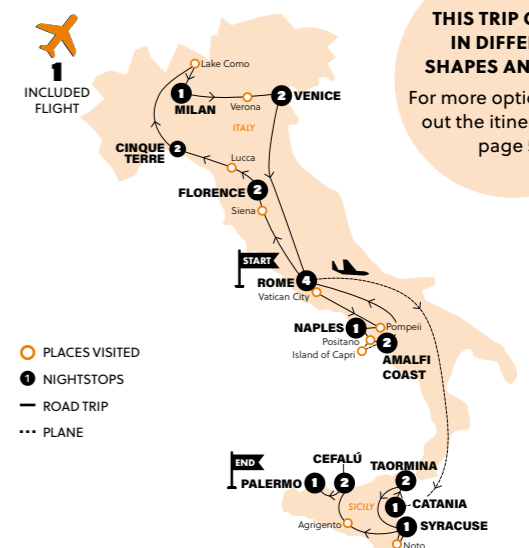 1
INCLUDED
FLIGHT
THIS TRIP
IN DIFFE
SHAPES AN
For more optio
out the itine
page
Lake Como
1
MILAN
Verona
2 VENICE
ITALY
CINQUE
TERRE 2
Lucca
FLORENCE 2
Siena
START
ROME 4
Vatican City
NAPLES 1
Pompeii
Positano
Island of Capri
2
AMALFI
COAST
PLACES VISITED
1 NIGHTSTOPS
ROAD TRIP
PLANE
END
CEFALÚ
2
TAORMINA
2
PALERMO 1
SICILY
1 CATANIA
1 SYRACUSE
Agrigento
Noto